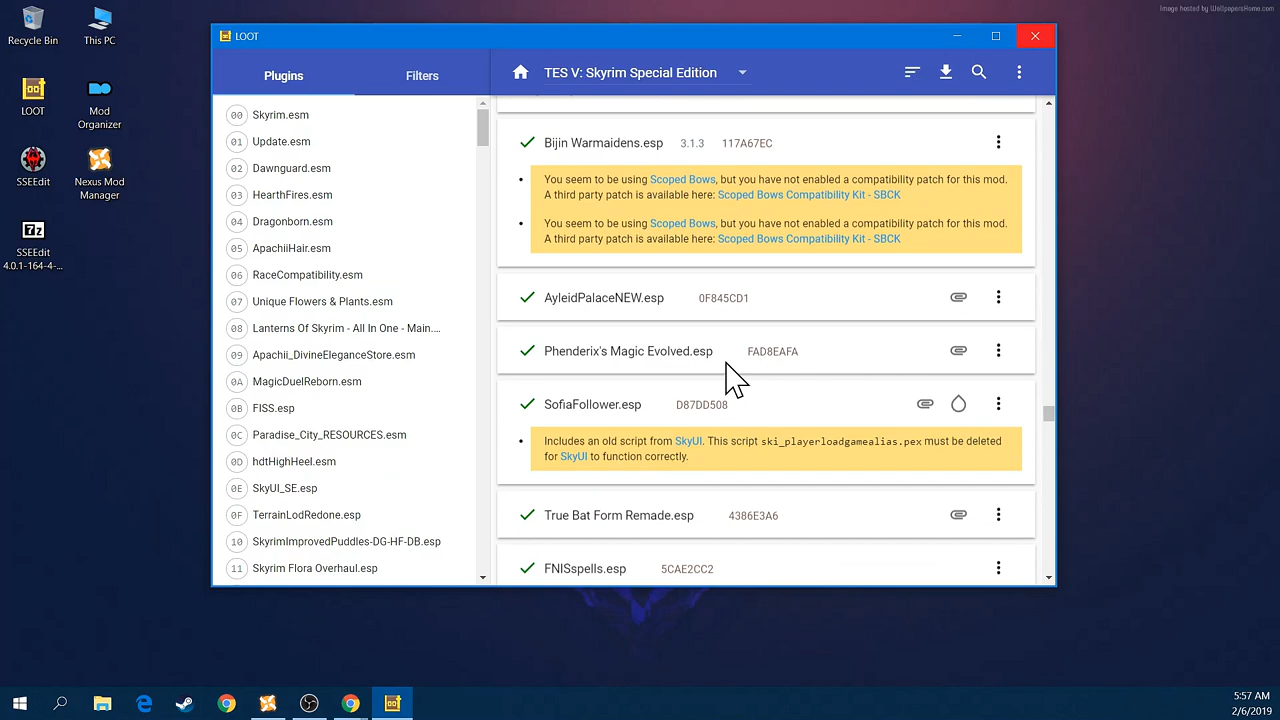 Image hosted by WallpapersHome.com
Recycle Bin
This PC
LOOT
Mod
Organizer
SSEEdit
Nexus Mod
Manager
SSEEdit
4.0.1-164-4-...
LOOT
Plugins
Filters
TES V: Skyrim Special Edition
00 Skyrim.esm
01 Update.esm
02 Dawnguard.esm
03 HearthFires.esm
04 Dragonborn.esm
05 ApachiiHair.esm
06 RaceCompatibility.esm
07 Unique Flowers & Plants.esm
08 Lanterns Of Skyrim - All In One - Main....
09 Apachii_DivineEleganceStore.esm
0A MagicDuelReborn.esm
0B FISS.esp
0C Paradise_City_RESOURCES.esm
0D hdtHighHeel.esm
0E SkyUI_SE.esp
0F TerrainLodRedone.esp
10 SkyrimImprovedPuddles-DG-HF-DB.esp
11 Skyrim Flora Overhaul.esp
Bijin Warmaidens.esp 3.1.3 117A67EC
You seem to be using Scoped Bows, but you have not enabled a compatibility patch for this mod.
A third party patch is available here: Scoped Bows Compatibility Kit - SBCK
You seem to be using Scoped Bows, but you have not enabled a compatibility patch for this mod.
A third party patch is available here: Scoped Bows Compatibility Kit - SBCK
AyleidPalaceNEW.esp 0F845CD1
Phenderix's Magic Evolved.esp FAD8EAFA
SofiaFollower.esp D87DD508
Includes an old script from SkyUI. This script ski_playerloadgamealias.pex must be deleted
for SkyUI to function correctly.
True Bat Form Remade.esp 4386E3A6
FNISspells.esp 5CAE2CC2
5:57 AM
2/6/2019